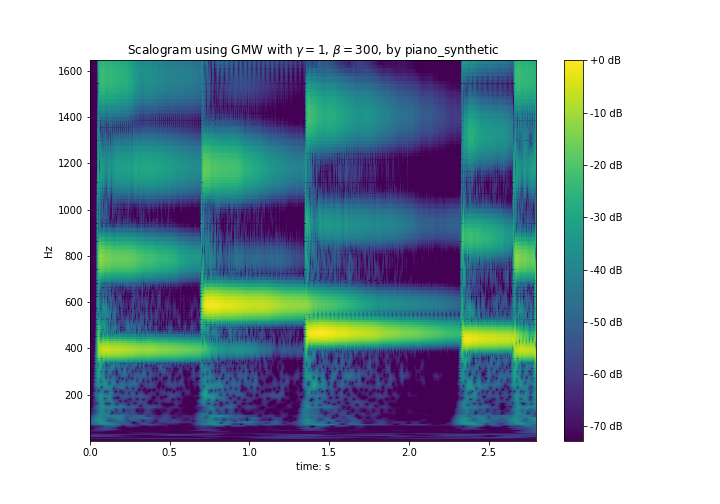 Scalogram using GMW with γ = 1, β = 300, by piano_synthetic
1600
1400
1200
1000
800
600
400
200
Hz
0.0 0.5 1.0 1.5 2.0 2.5
time: s
+0 dB
-10 dB
-20 dB
-30 dB
-40 dB
-50 dB
-60 dB
-70 dB